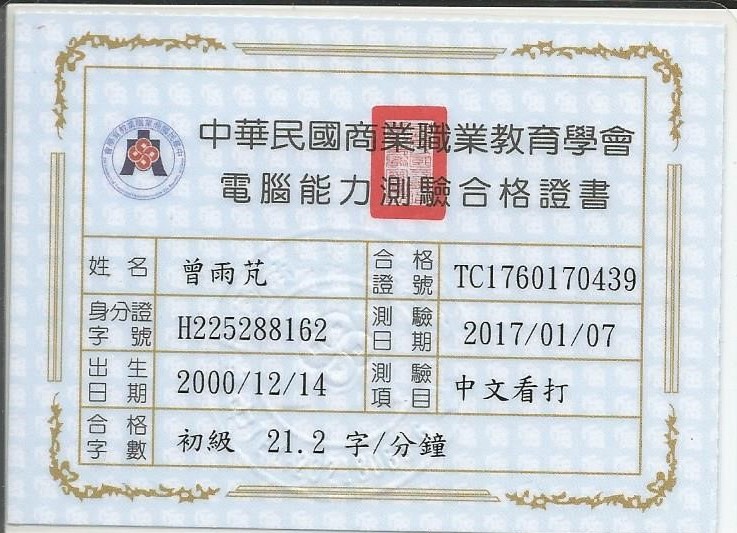 中華民國商業職業教育學會
電腦能力測驗合格證書
姓名 曾雨芃 合格證號 TC1760170439
身分證字號 H225288162 測驗日期 2017/01/07
出生日期 2000/12/14 測驗項目 中文看打
合格字數 初級 21.2 字/分鐘